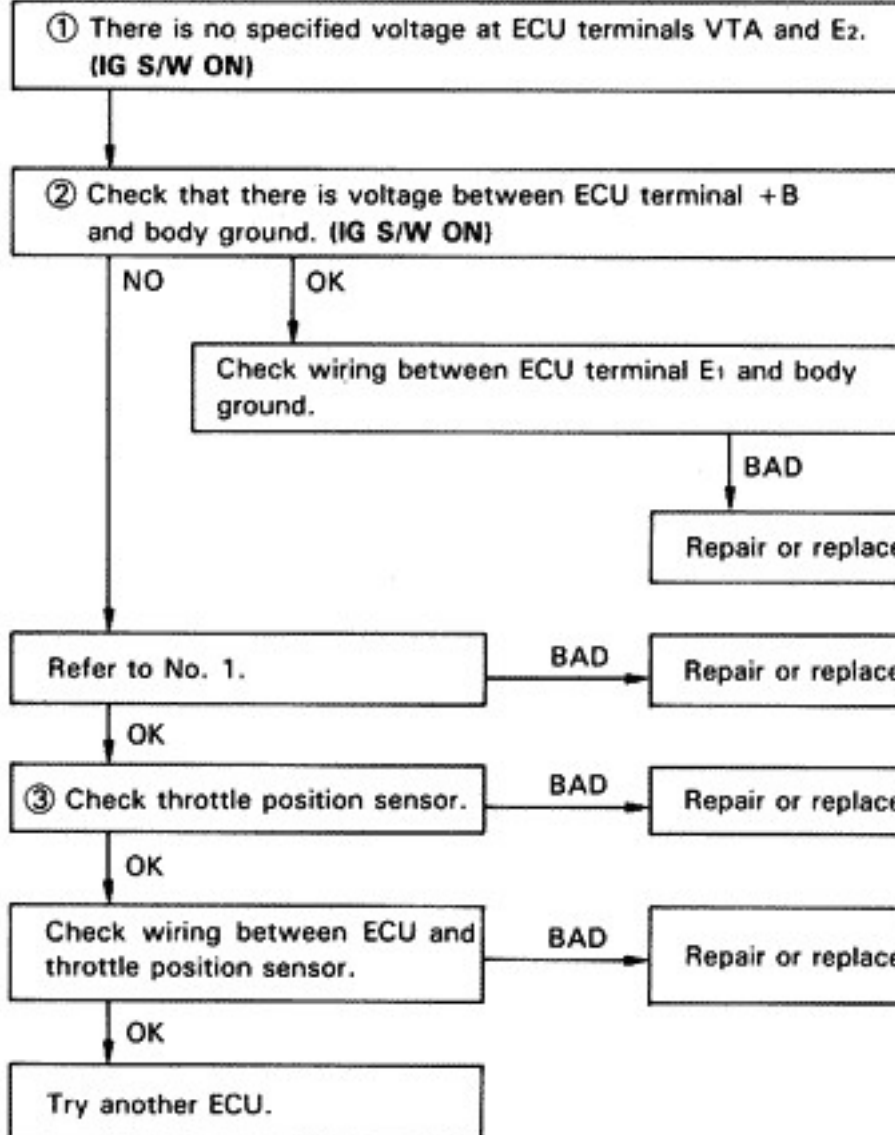 ① There is no specified voltage at ECU terminals VTA and E₂.
(IG S/W ON)
② Check that there is voltage between ECU terminal +B
and body ground. (IG S/W ON)
NO
OK
Check wiring between ECU terminal E₁ and body
ground.
BAD
Repair or replace
Refer to No. 1.
BAD
Repair or replace
OK
③ Check throttle position sensor.
BAD
Repair or replace
OK
Check wiring between ECU and
throttle position sensor.
BAD
Repair or replace
OK
Try another ECU.